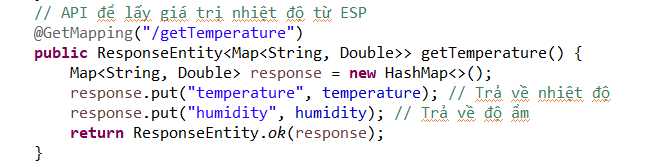 // API để lấy giá trị nhiệt độ từ ESP
@GetMapping("/getTemperature")
public ResponseEntity<Map<String, Double>> getTemperature() {
    Map<String, Double> response = new HashMap<>();
    response.put("temperature", temperature); // Trả về nhiệt độ
    response.put("humidity", humidity); // Trả về độ ẩm
    return ResponseEntity.ok(response);
}